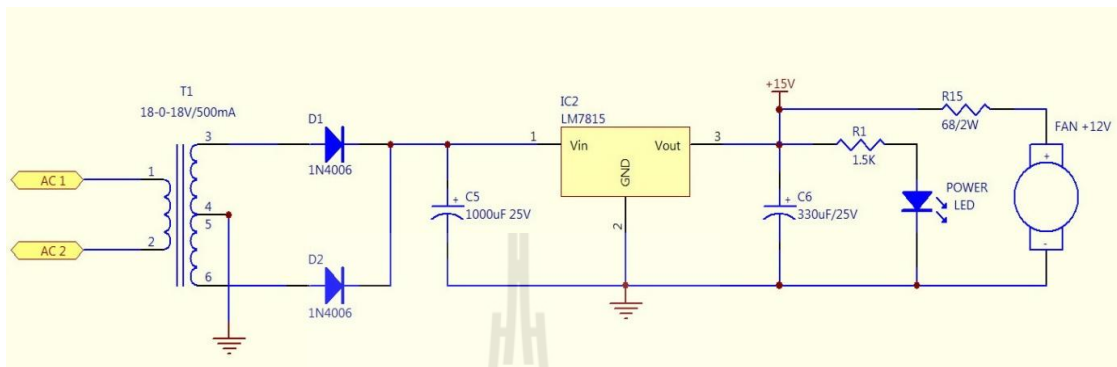 T1
18-0-18V/500mA
AC 1
AC 2
1
2
3
4
5
6
D1
1N4006
D2
1N4006
C5
1000uF 25V
IC2
LM7815
1
Vin
Vout
3
GND
2
+15V
R1
1.5K
C6
330uF/25V
POWER
LED
R15
68/2W
FAN +12V
+
-